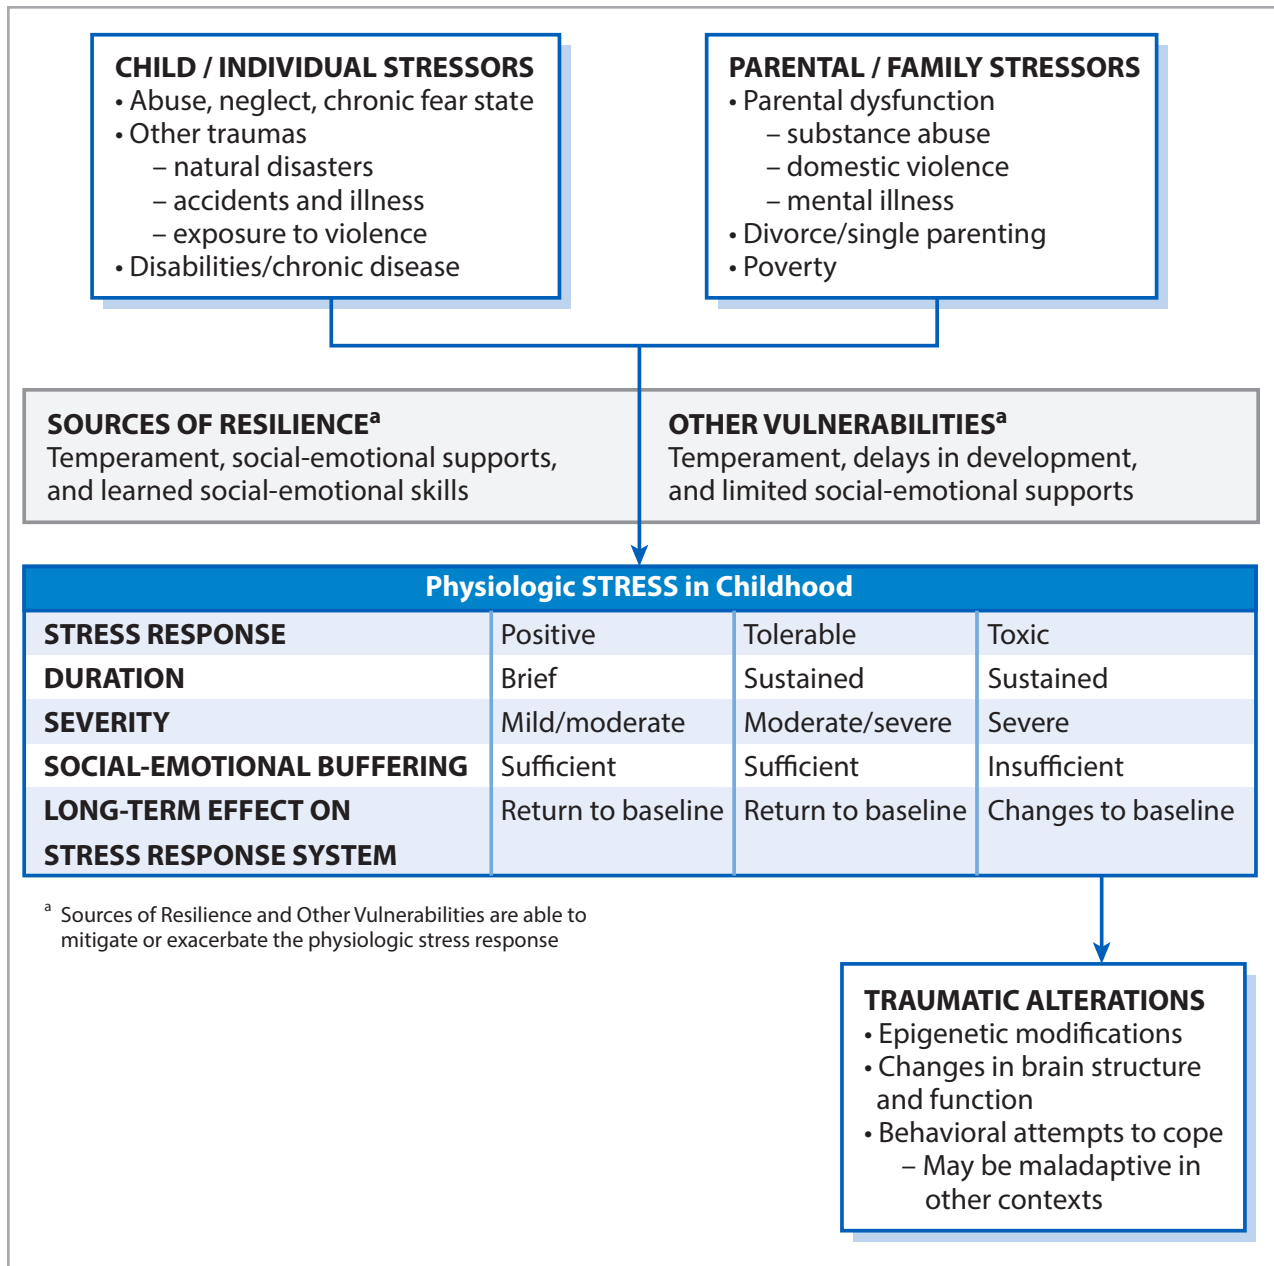 CHILD / INDIVIDUAL STRESSORS
• Abuse, neglect, chronic fear state
• Other traumas
– natural disasters
– accidents and illness
– exposure to violence
• Disabilities/chronic disease
PARENTAL / FAMILY STRESSORS
• Parental dysfunction
– substance abuse
– domestic violence
– mental illness
• Divorce/single parenting
• Poverty
SOURCES OF RESILIENCEª
Temperament, social-emotional supports,
and learned social-emotional skills
OTHER VULNERABILITIESª
Temperament, delays in development,
and limited social-emotional supports
Physiologic STRESS in Childhood
STRESS RESPONSE Positive Tolerable Toxic
DURATION Brief Sustained Sustained
SEVERITY Mild/moderate Moderate/severe Severe
SOCIAL-EMOTIONAL BUFFERING Sufficient Sufficient Insufficient
LONG-TERM EFFECT ON Return to baseline Return to baseline Changes to baseline
STRESS RESPONSE SYSTEM
ª Sources of Resilience and Other Vulnerabilities are able to
mitigate or exacerbate the physiologic stress response
TRAUMATIC ALTERATIONS
• Epigenetic modifications
• Changes in brain structure
and function
• Behavioral attempts to cope
– May be maladaptive in
other contexts